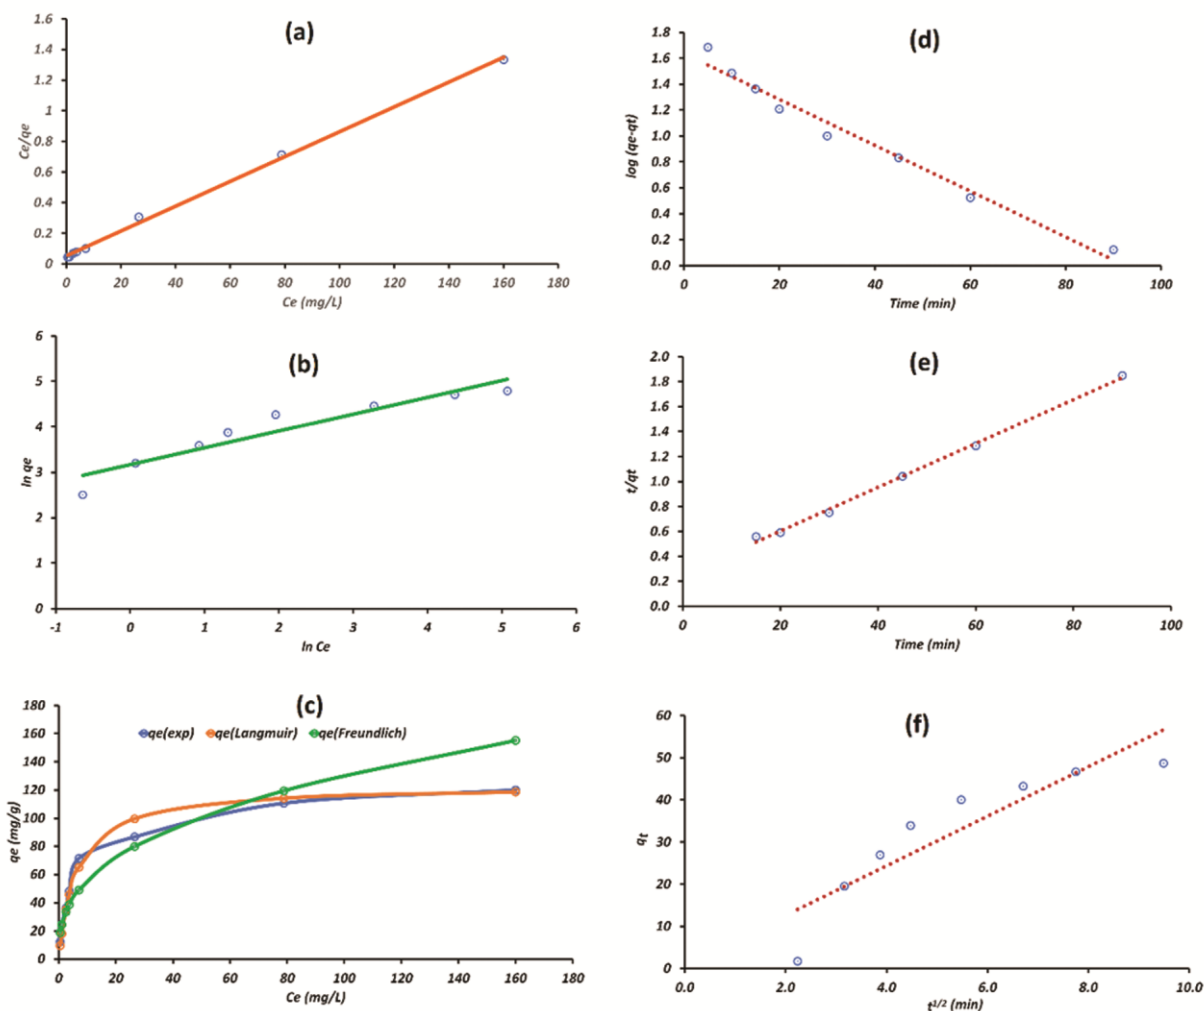 (a)
1.6
1.4
1.2
1
0.8
0.6
0.4
0.2
0
Ce/qe
0 20 40 60 80 100 120 140 160 180
Ce (mg/L)
(b)
6
5
4
3
2
1
0
ln qe
-1 0 1 2 3 4 5 6
ln Ce
(c)
qe(exp) qe(Langmuir) qe(Freundlich)
180
160
140
120
100
80
60
40
20
0
qe (mg/g)
0 20 40 60 80 100 120 140 160 180
Ce (mg/L)
(d)
1.8
1.6
1.4
1.2
1.0
0.8
0.6
0.4
0.2
0.0
log (qe-qt)
0 20 40 60 80 100
Time (min)
(e)
2.0
1.8
1.6
1.4
1.2
1.0
0.8
0.6
0.4
0.2
0.0
t/qt
0 20 40 60 80 100
Time (min)
(f)
60
50
40
30
20
10
0
qt
0.0 2.0 4.0 6.0 8.0 10.0
t1/2 (min)